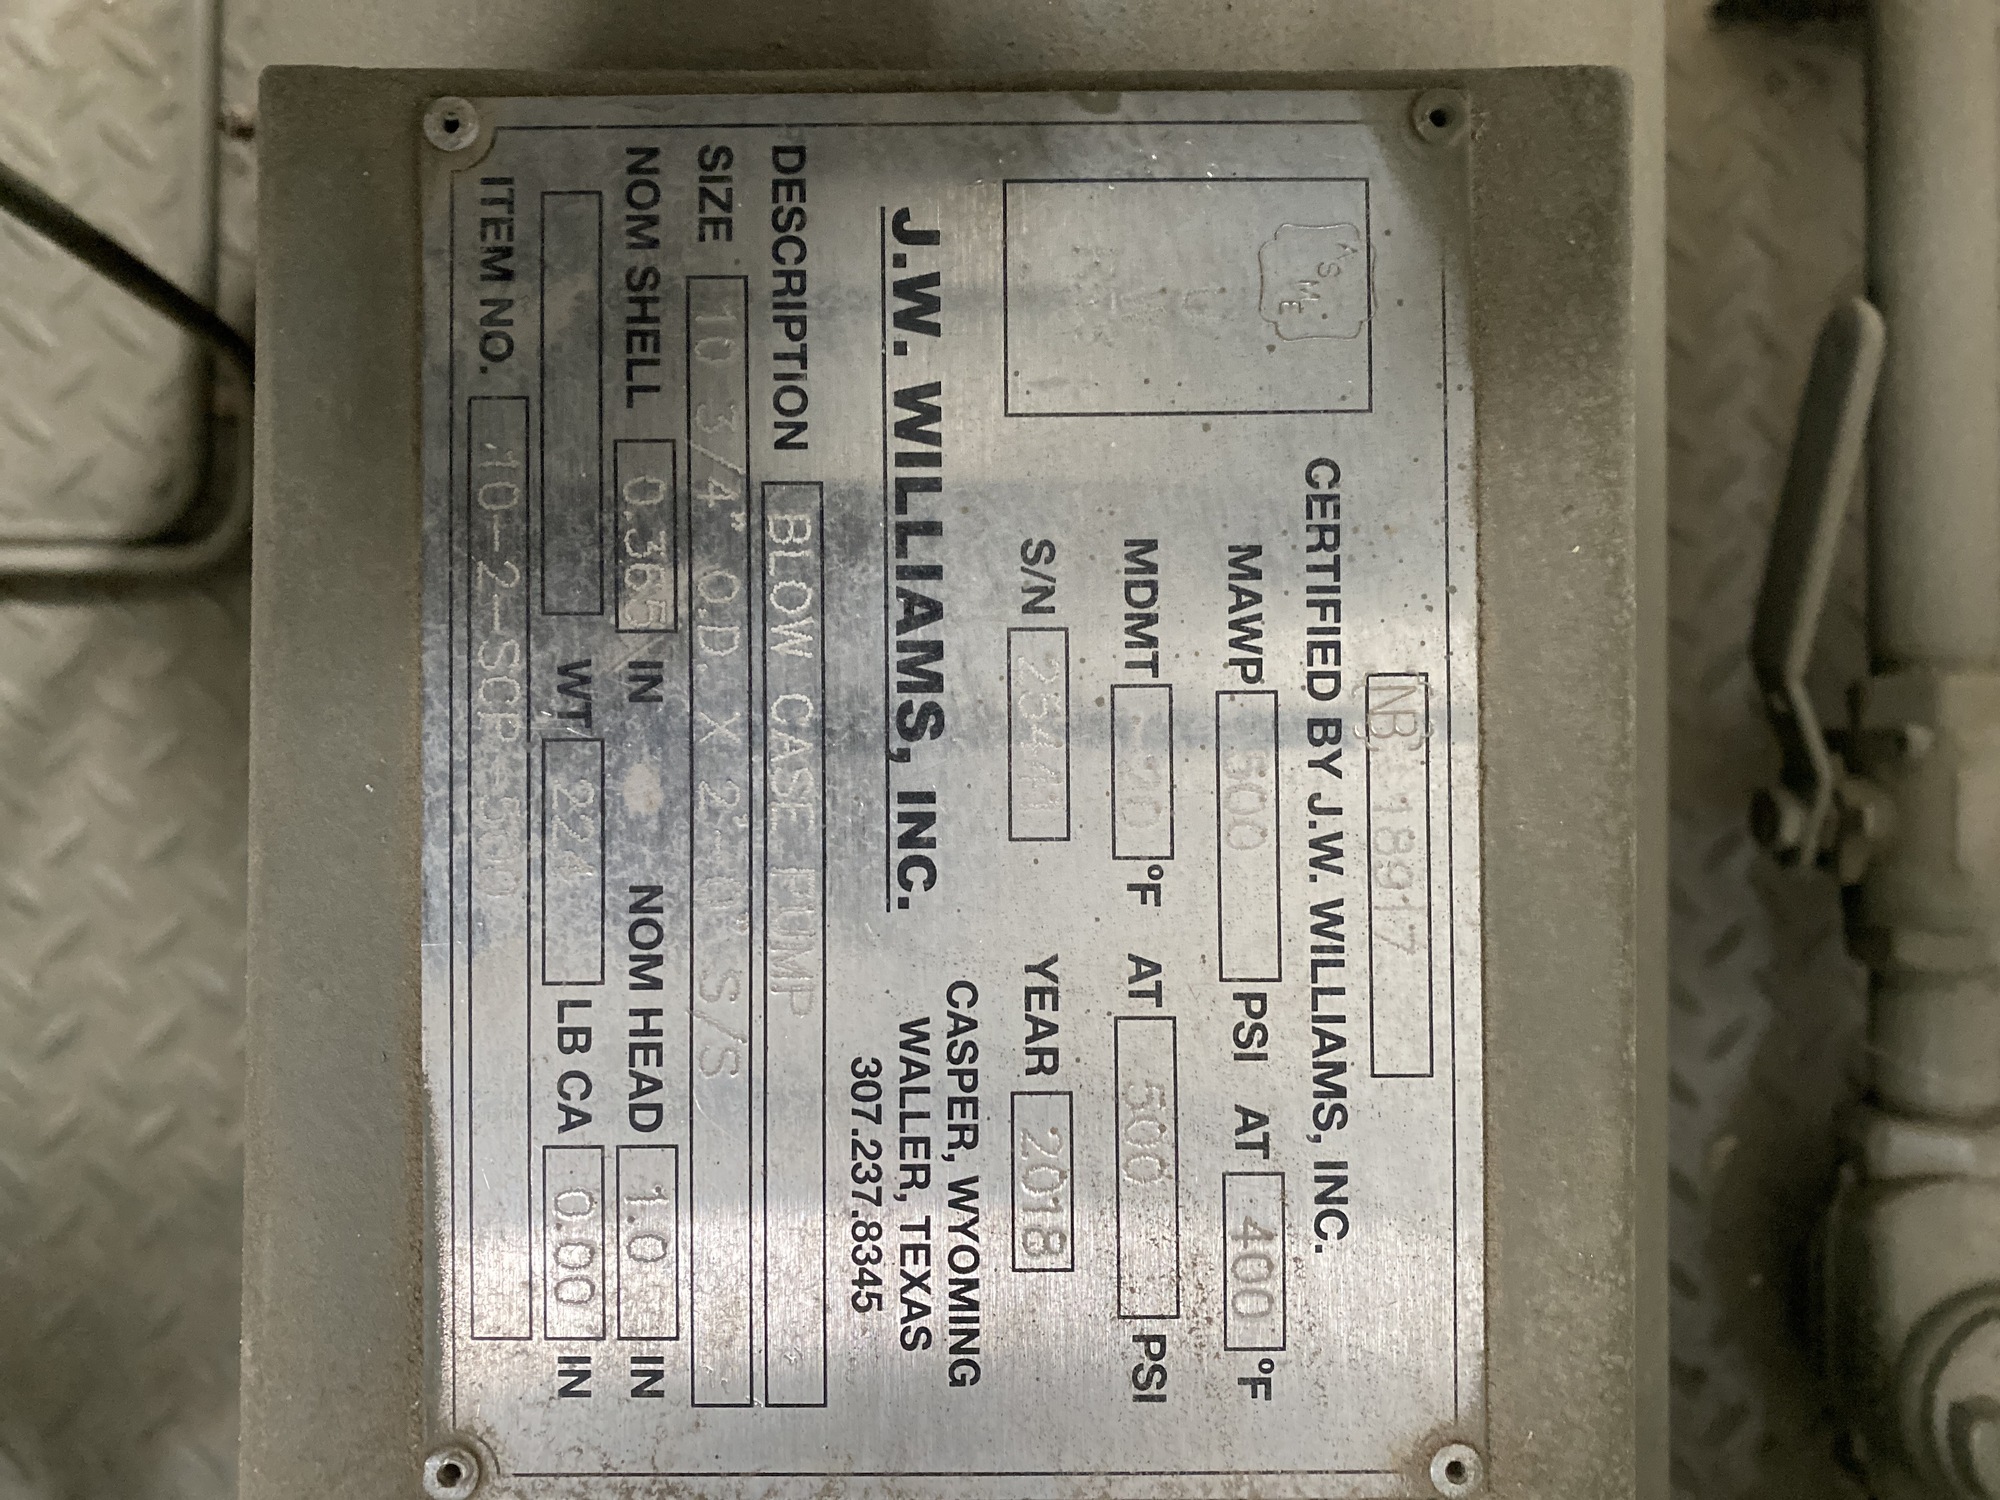 NB 18917
ASME
CERTIFIED BY J.W. WILLIAMS, INC.
MAWP 500 PSI AT 400 °F
MDMT -20 °F AT 500 PSI
S/N 25441 YEAR 2018
J.W. WILLIAMS, INC.
CASPER, WYOMING
WALLER, TEXAS
307.237.8345
DESCRIPTION BLOW CASE PUMP
SIZE 10 3/4" O.D. X 2'-0" S/S
NOM SHELL 0.365 IN NOM HEAD 1.0 IN
WT 224 LB CA 0.00 IN
ITEM NO. 10-2-SCP-500